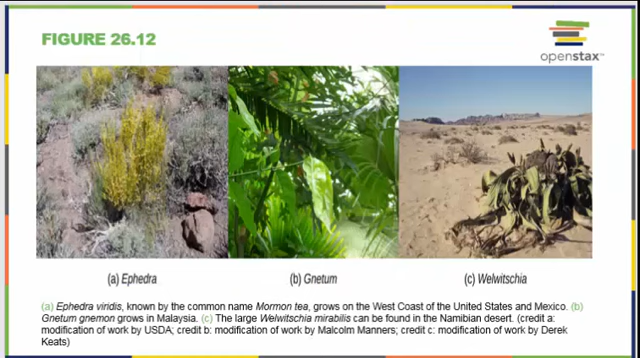 FIGURE 26.12
openstax™
(a) Ephedra
(b) Gnetum
(c) Welwitschia
(a) Ephedra viridis, known by the common name Mormon tea, grows on the West Coast of the United States and Mexico. (b)
Gnetum gnemon grows in Malaysia. (c) The large Welwitschia mirabilis can be found in the Namibian desert. (credit a:
modification of work by USDA; credit b: modification of work by Malcolm Manners; credit c: modification of work by Derek
Keats)